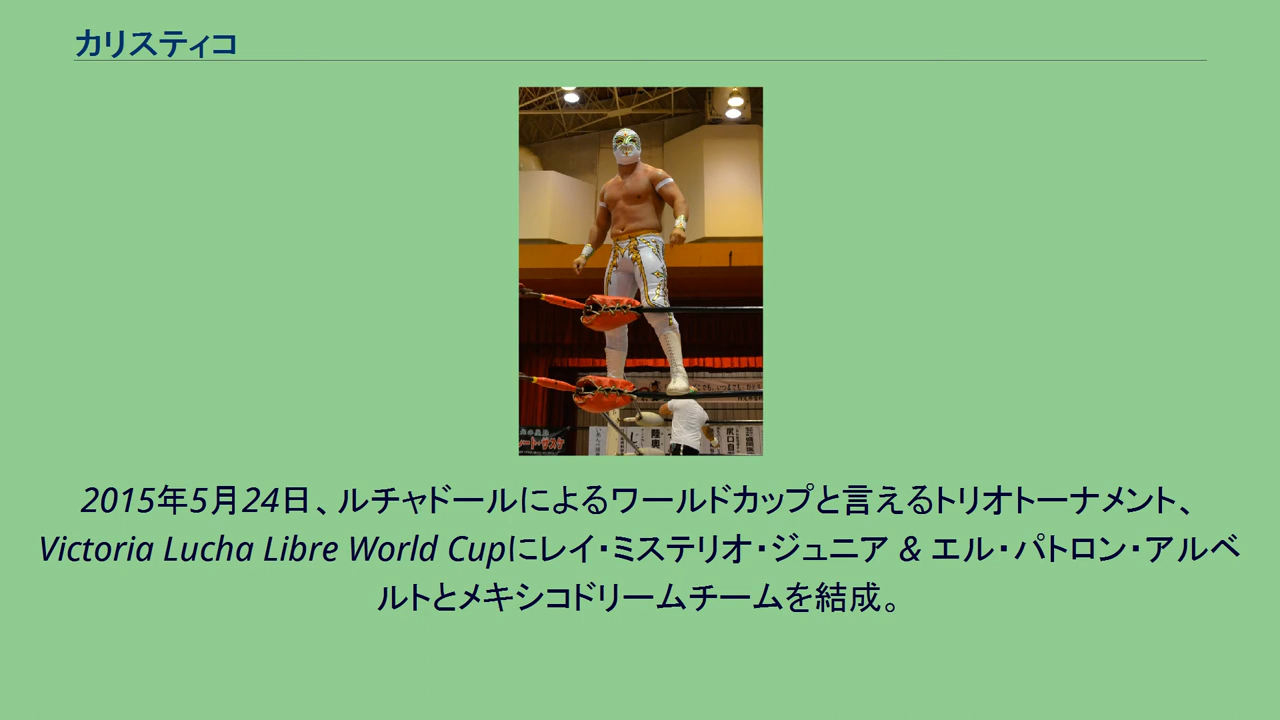 カリスティコ
2015年5月24日、ルチャドールによるワールドカップと言えるトリオトーナメント、
Victoria Lucha Libre World Cupにレイ・ミステリオ・ジュニア & エル・パトロン・アルベ
ルトとメキシコドリームチームを結成。